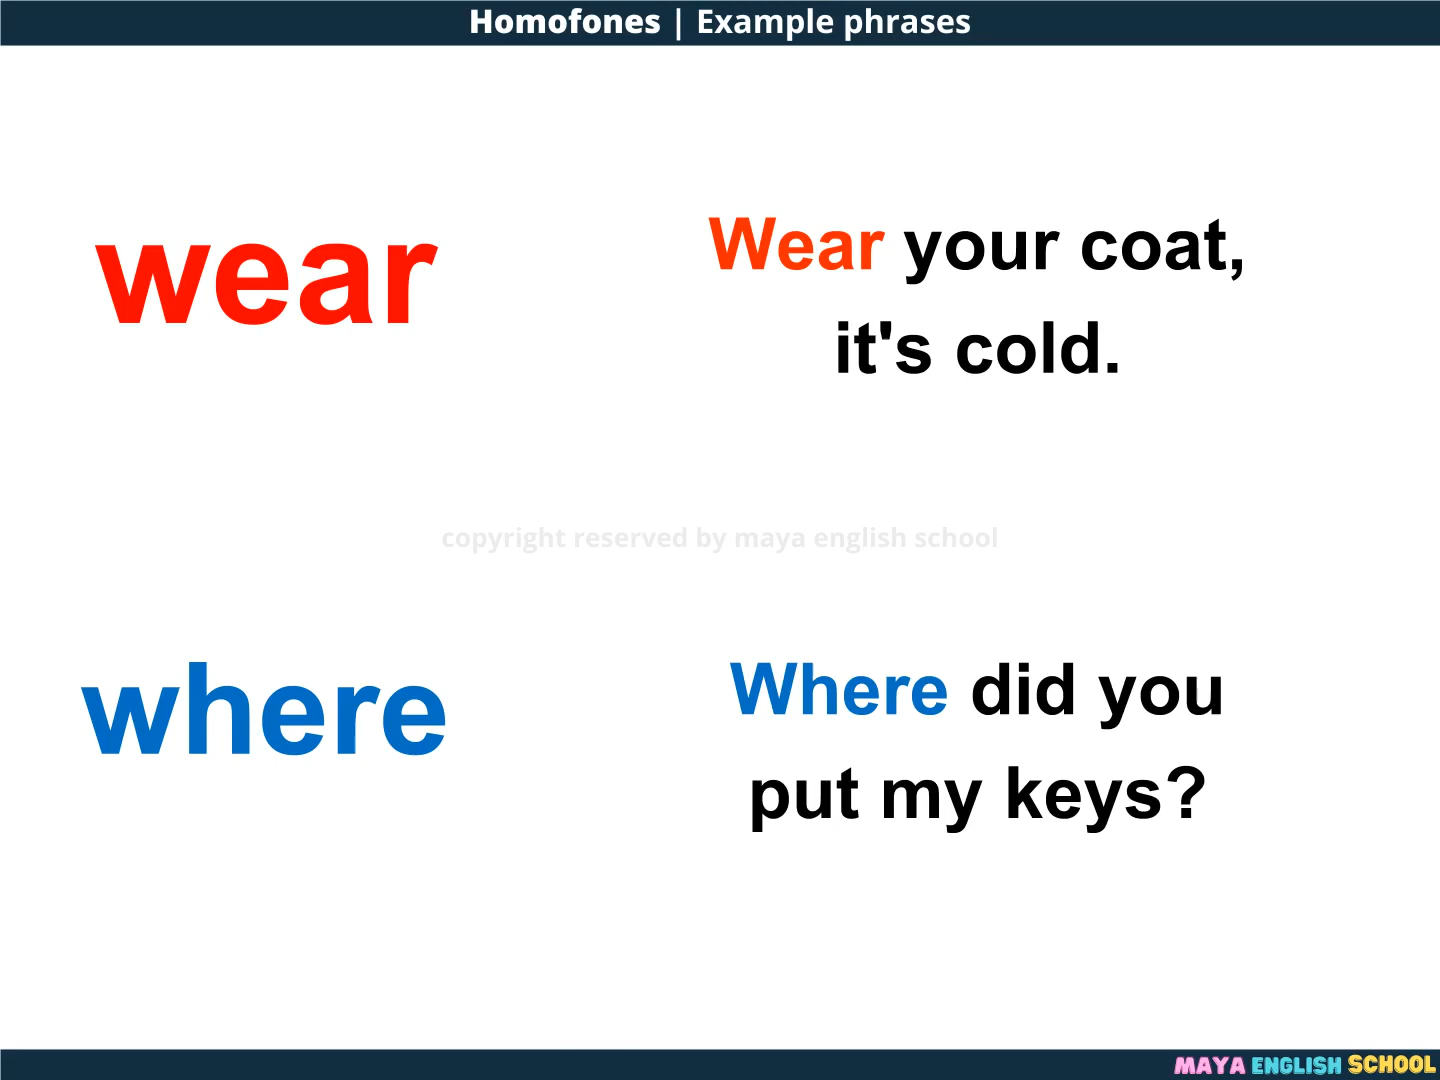 Homofones | Example phrases
wear
Wear your coat,
it's cold.
copyright reserved by maya english school
where
Where did you
put my keys?
MAYA ENGLISH SCHOOL